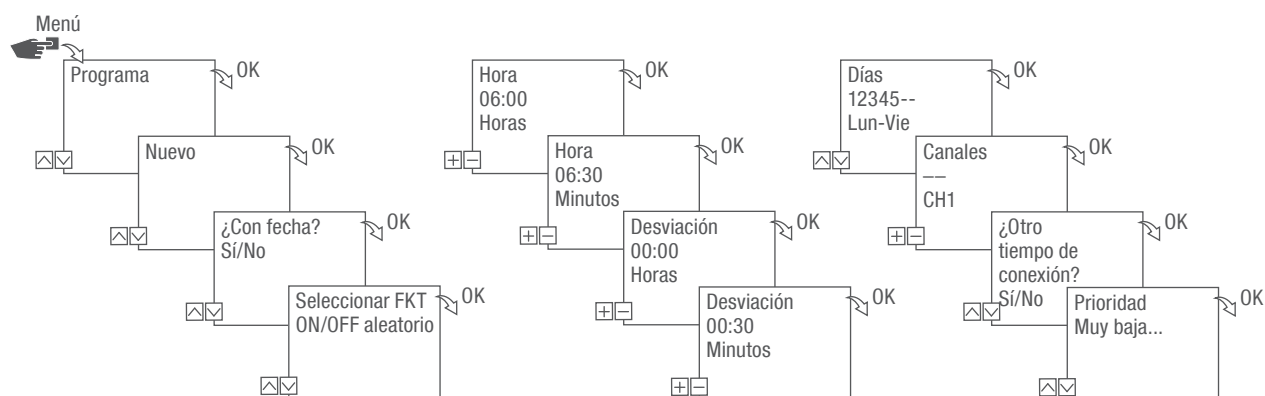 Menú
Programa
OK
Nuevo
OK
¿Con fecha?
Sí/No
OK
Seleccionar FKT
ON/OFF aleatorio
OK
Hora
06:00
Horas
OK
Hora
06:30
Minutos
OK
Desviación
00:00
Horas
OK
Desviación
00:30
Minutos
OK
Días
12345--
Lun-Vie
OK
Canales
––
CH1
OK
¿Otro
tiempo de
conexión?
Sí/No
OK
Prioridad
Muy baja...
OK